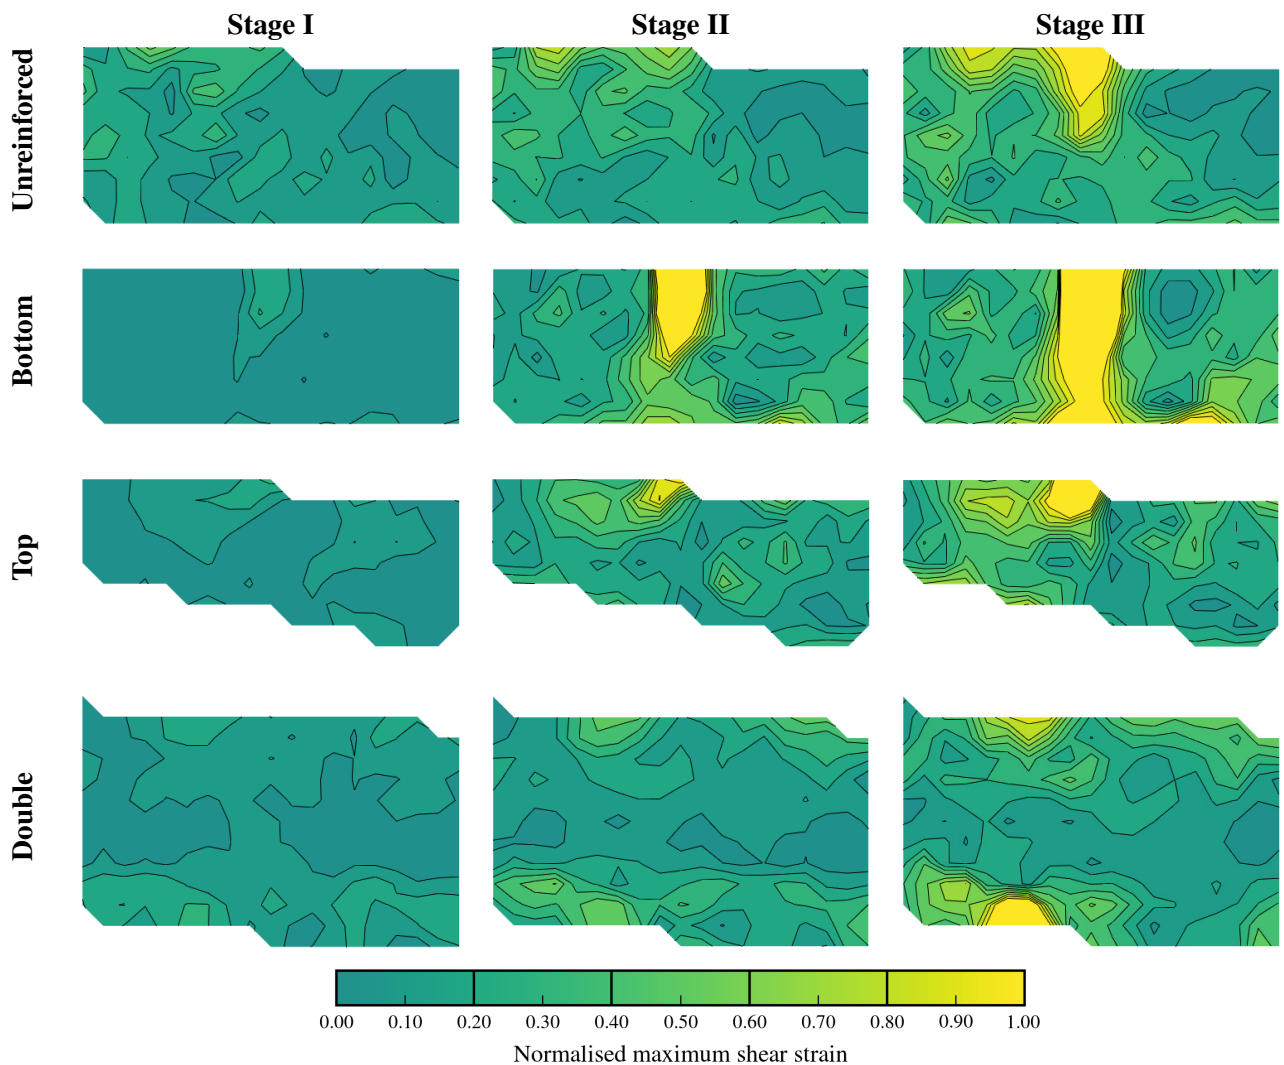 Stage I
Stage II
Stage III
Unreinforced
Bottom
Top
Double
0.00 0.10 0.20 0.30 0.40 0.50 0.60 0.70 0.80 0.90 1.00
Normalised maximum shear strain